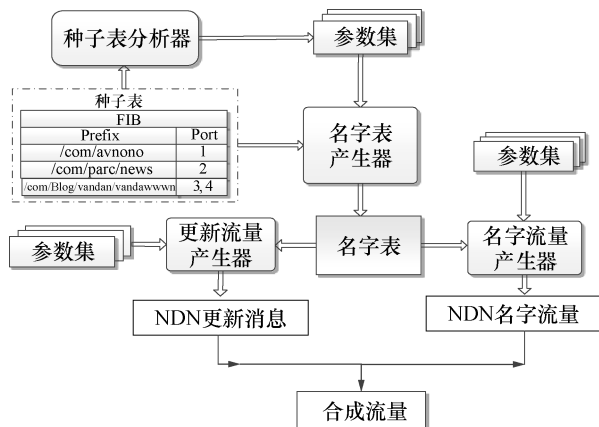 种子表分析器
参数集
种子表
FIB
Prefix Port
/com/avnono 1
/com/parc/news 2
/com/Blog/vandan/vandawwwn 3,4
名字表
产生器
参数集
参数集
更新流量
产生器
名字表
名字流量
产生器
NDN更新消息
NDN名字流量
合成流量